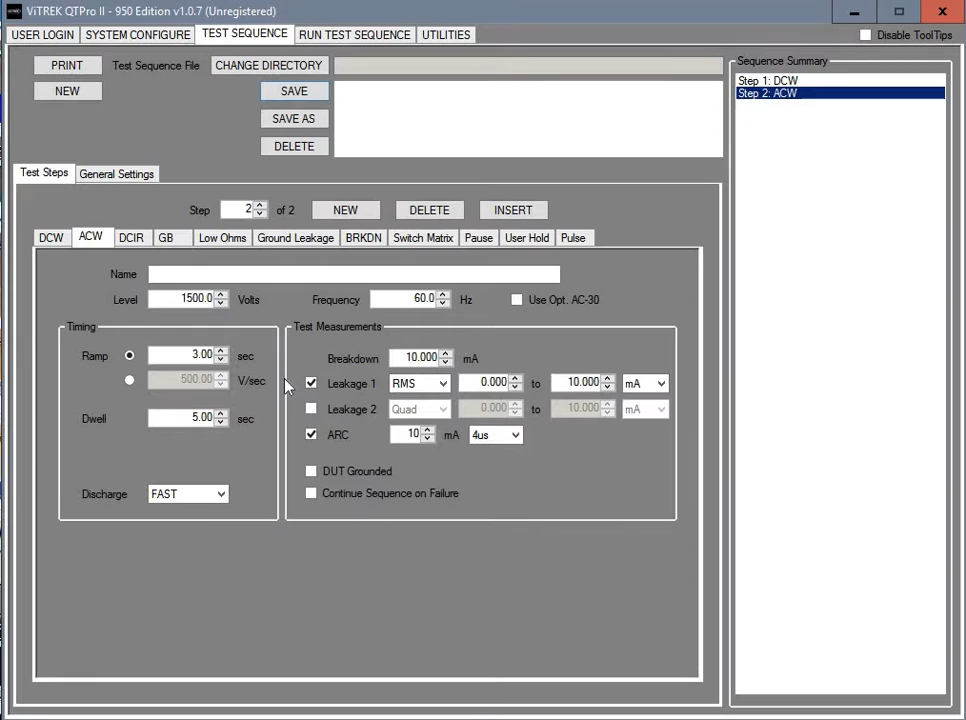 ViTREK QTPro II - 950 Edition v1.0.7 (Unregistered)
USER LOGIN SYSTEM CONFIGURE TEST SEQUENCE RUN TEST SEQUENCE UTILITIES Disable ToolTips
PRINT Test Sequence File CHANGE DIRECTORY
NEW SAVE
SAVE AS
DELETE
Sequence Summary
Step 1: DCW
Step 2: ACW
Test Steps General Settings
Step 2 of 2 NEW DELETE INSERT
DCW ACW DCIR GB Low Ohms Ground Leakage BRKDN Switch Matrix Pause User Hold Pulse
Name
Level 1500.0 Volts Frequency 60.0 Hz Use Opt. AC-30
Timing
Ramp 3.00 sec
500.00 V/sec
Dwell 5.00 sec
Discharge FAST
Test Measurements
Breakdown 10.000 mA
Leakage 1 RMS 0.000 to 10.000 mA
Leakage 2 Quad 0.000 to 10.000 mA
ARC 10 mA 4us
DUT Grounded
Continue Sequence on Failure